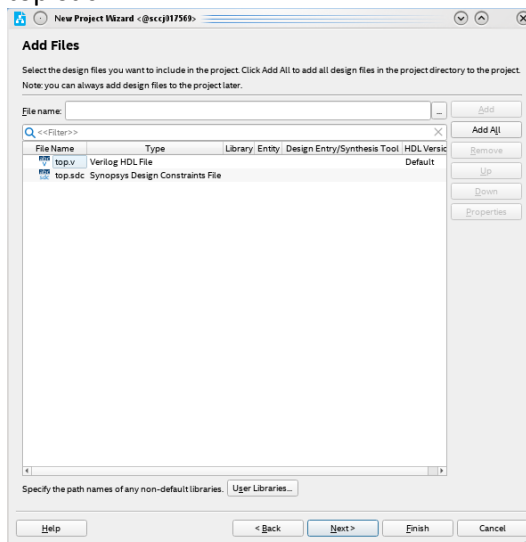 New Project Wizard <@sccj017569>
Add Files
Select the design files you want to include in the project. Click Add All to add all design files in the project directory to the project.
Note: you can always add design files to the project later.
File name:
...
Add
<<Filter>>
Add All
File Name Type Library Entity Design Entry/Synthesis Tool HDL Versic
Remove
top.v Verilog HDL File Default
top.sdc Synopsys Design Constraints File
Up
Down
Properties
Specify the path names of any non-default libraries. User Libraries...
Help < Back Next > Finish Cancel